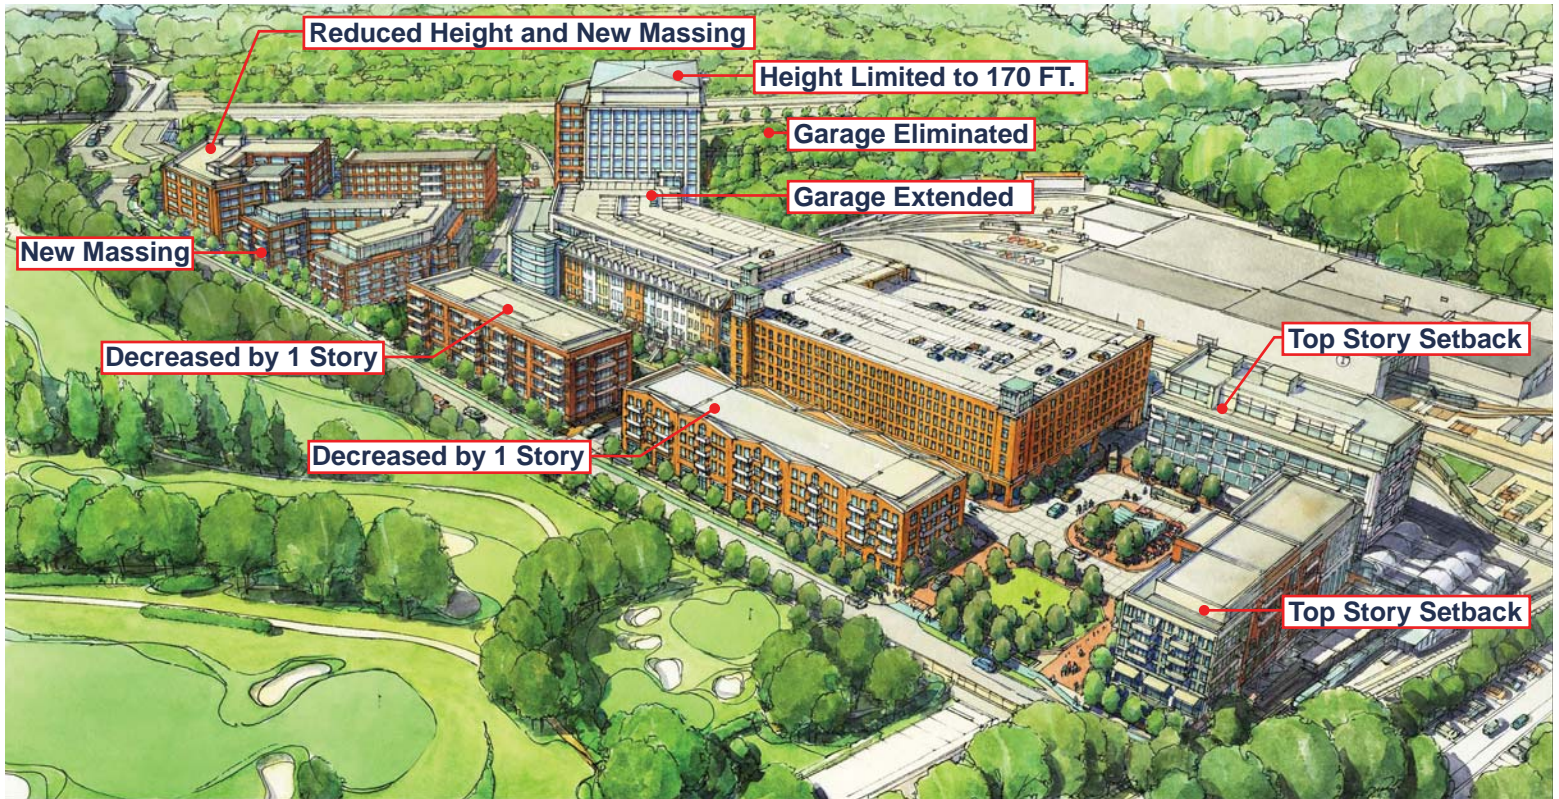 Reduced Height and New Massing
Height Limited to 170 FT.
Garage Eliminated
Garage Extended
New Massing
Top Story Setback
Decreased by 1 Story
Decreased by 1 Story
Top Story Setback